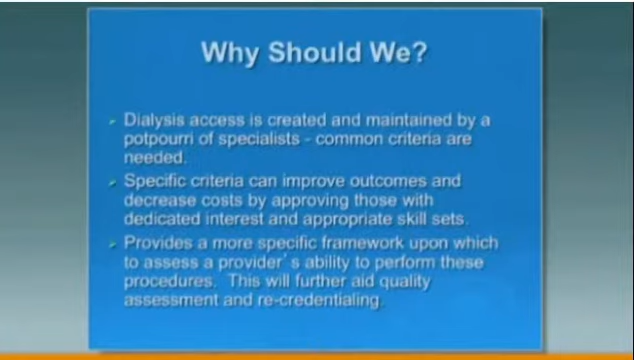 Why Should We?
Dialysis access is created and maintained by a
potpourri of specialists - common criteria are
needed.
Specific criteria can improve outcomes and
decrease costs by approving those with
dedicated interest and appropriate skill sets.
Provides a more specific framework upon which
to assess a provider's ability to perform these
procedures. This will further aid quality
assessment and re-credentialing.